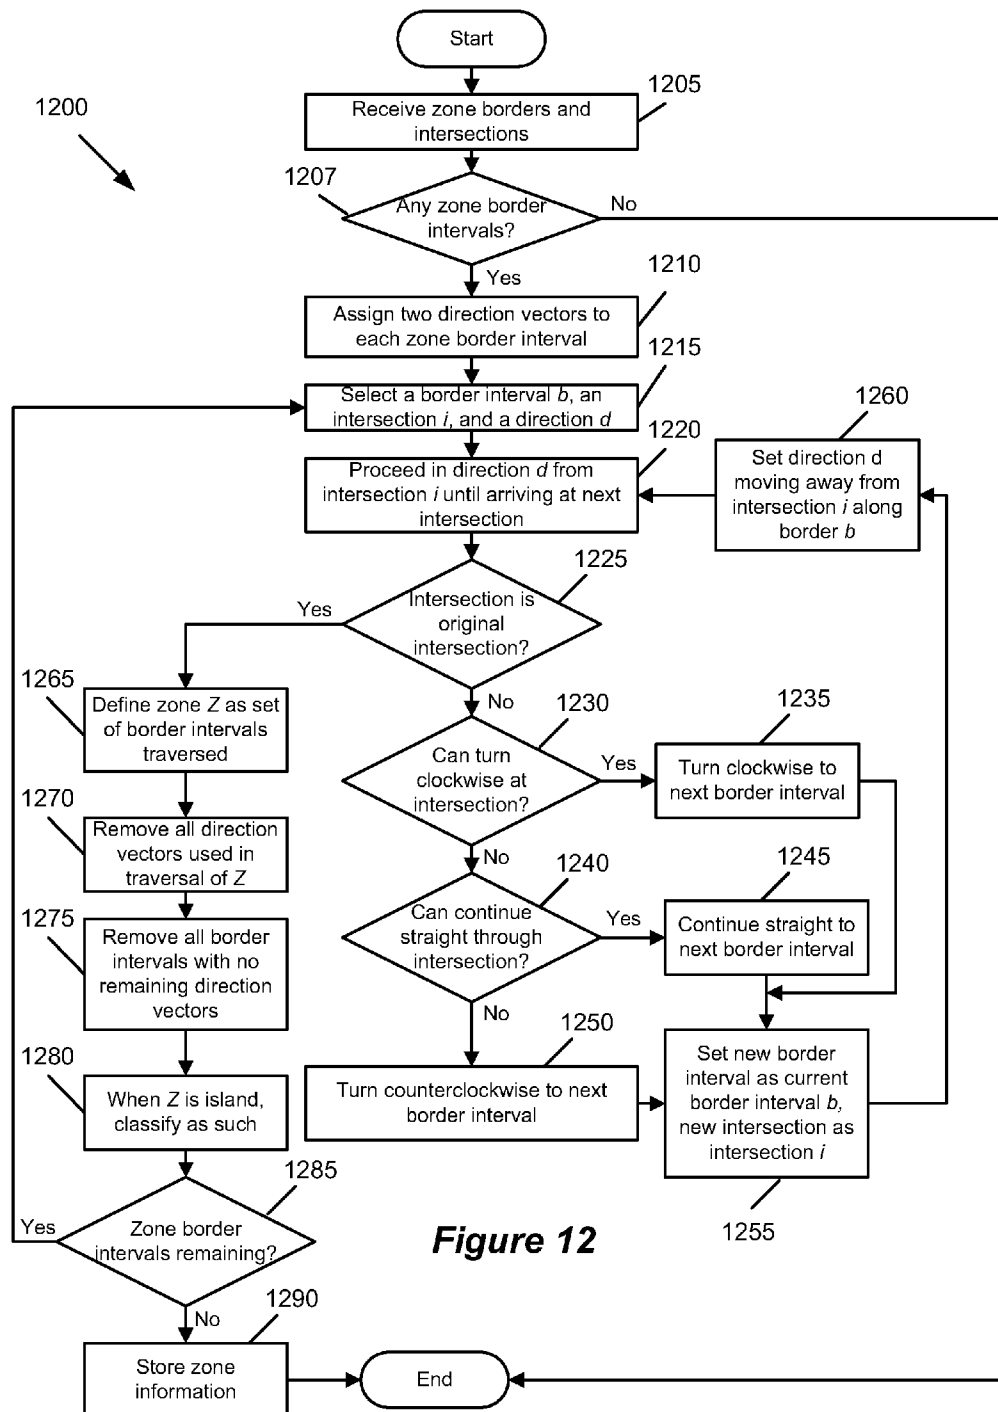 Start
1200
1205
Receive zone borders and
intersections
1207
Any zone border
intervals?
No
Yes
1210
Assign two direction vectors to
each zone border interval
1215
Select a border interval b, an
intersection i, and a direction d
1220
Proceed in direction d from
intersection i until arriving at next
intersection
1260
Set direction d
moving away from
intersection i along
border b
1225
Intersection is
original
intersection?
Yes
No
1265
Define zone Z as set
of border intervals
traversed
1230
Can turn
clockwise at
intersection?
Yes
No
1235
Turn clockwise to
next border interval
1270
Remove all direction
vectors used in
traversal of Z
1240
Can continue
straight through
intersection?
Yes
No
1245
Continue straight to
next border interval
1275
Remove all border
intervals with no
remaining direction
vectors
1250
Turn counterclockwise to next
border interval
Set new border
interval as current
border interval b,
new intersection as
intersection i
1255
1280
When Z is island,
classify as such
1285
Zone border
intervals remaining?
Yes
No
Figure 12
1290
Store zone
information
End